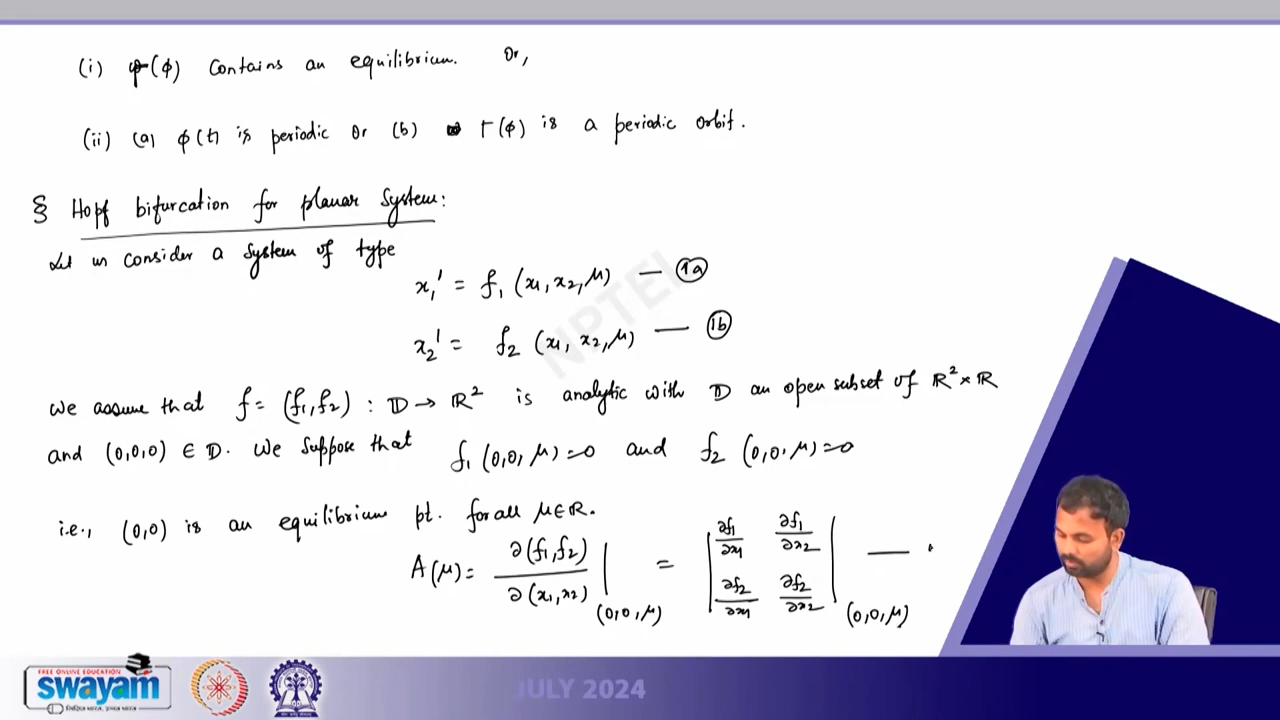 (i) Γ(ϕ) contains an equilibrium. Or,
(ii) (a) ϕ(t) is periodic or (b) Γ(ϕ) is a periodic orbit.
§ Hopf bifurcation for planar system:
Let us consider a system of type
x₁' = f₁ (x₁, x₂, μ) — (1a)
x₂' = f₂ (x₁, x₂, μ) — (1b)
We assume that f = (f₁, f₂) : D → ℝ² is analytic with D an open subset of ℝ² × ℝ
and (0,0,0) ∈ D. We suppose that f₁ (0,0, μ) = 0 and f₂ (0,0, μ) = 0
i.e., (0,0) is an equilibrium pt. for all μ ∈ ℝ.
A(μ) = ∂(f₁,f₂)/∂(x₁,x₂) |(0,0,μ) = | ∂f₁/∂x₁ ∂f₁/∂x₂ ; ∂f₂/∂x₁ ∂f₂/∂x₂ |(0,0,μ) —
NPTEL
FREE ONLINE EDUCATION
swayam
JULY 2024